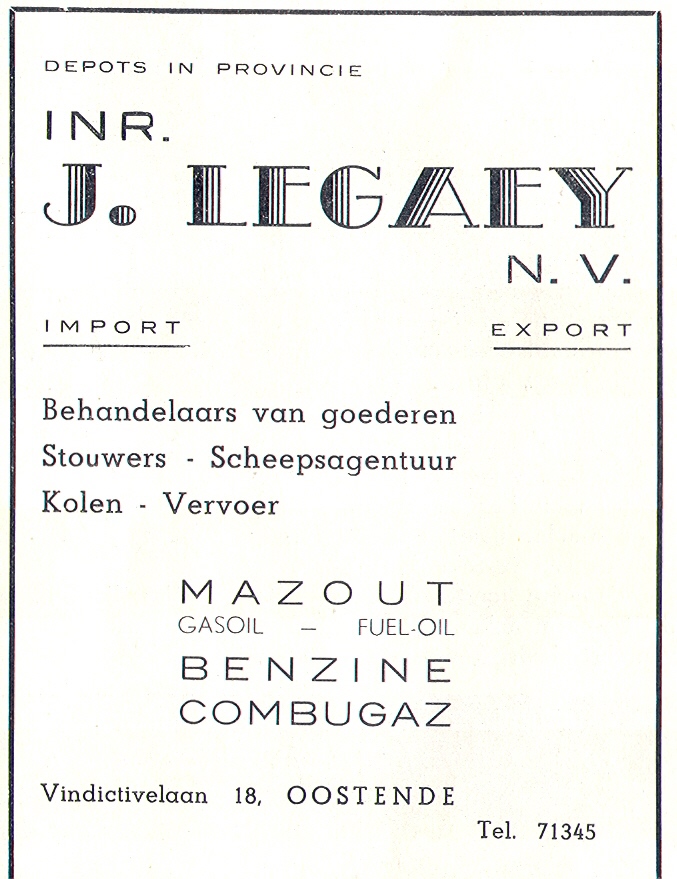 DEPOTS IN PROVINCIE
INR.
J. LEGAEY
N. V.
IMPORT EXPORT
Behandelaars van goederen
Stouwers - Scheepsagentuur
Kolen - Vervoer
MAZOUT
GASOIL — FUEL-OIL
BENZINE
COMBUGAZ
Vindictivelaan 18, OOSTENDE
Tel. 71345